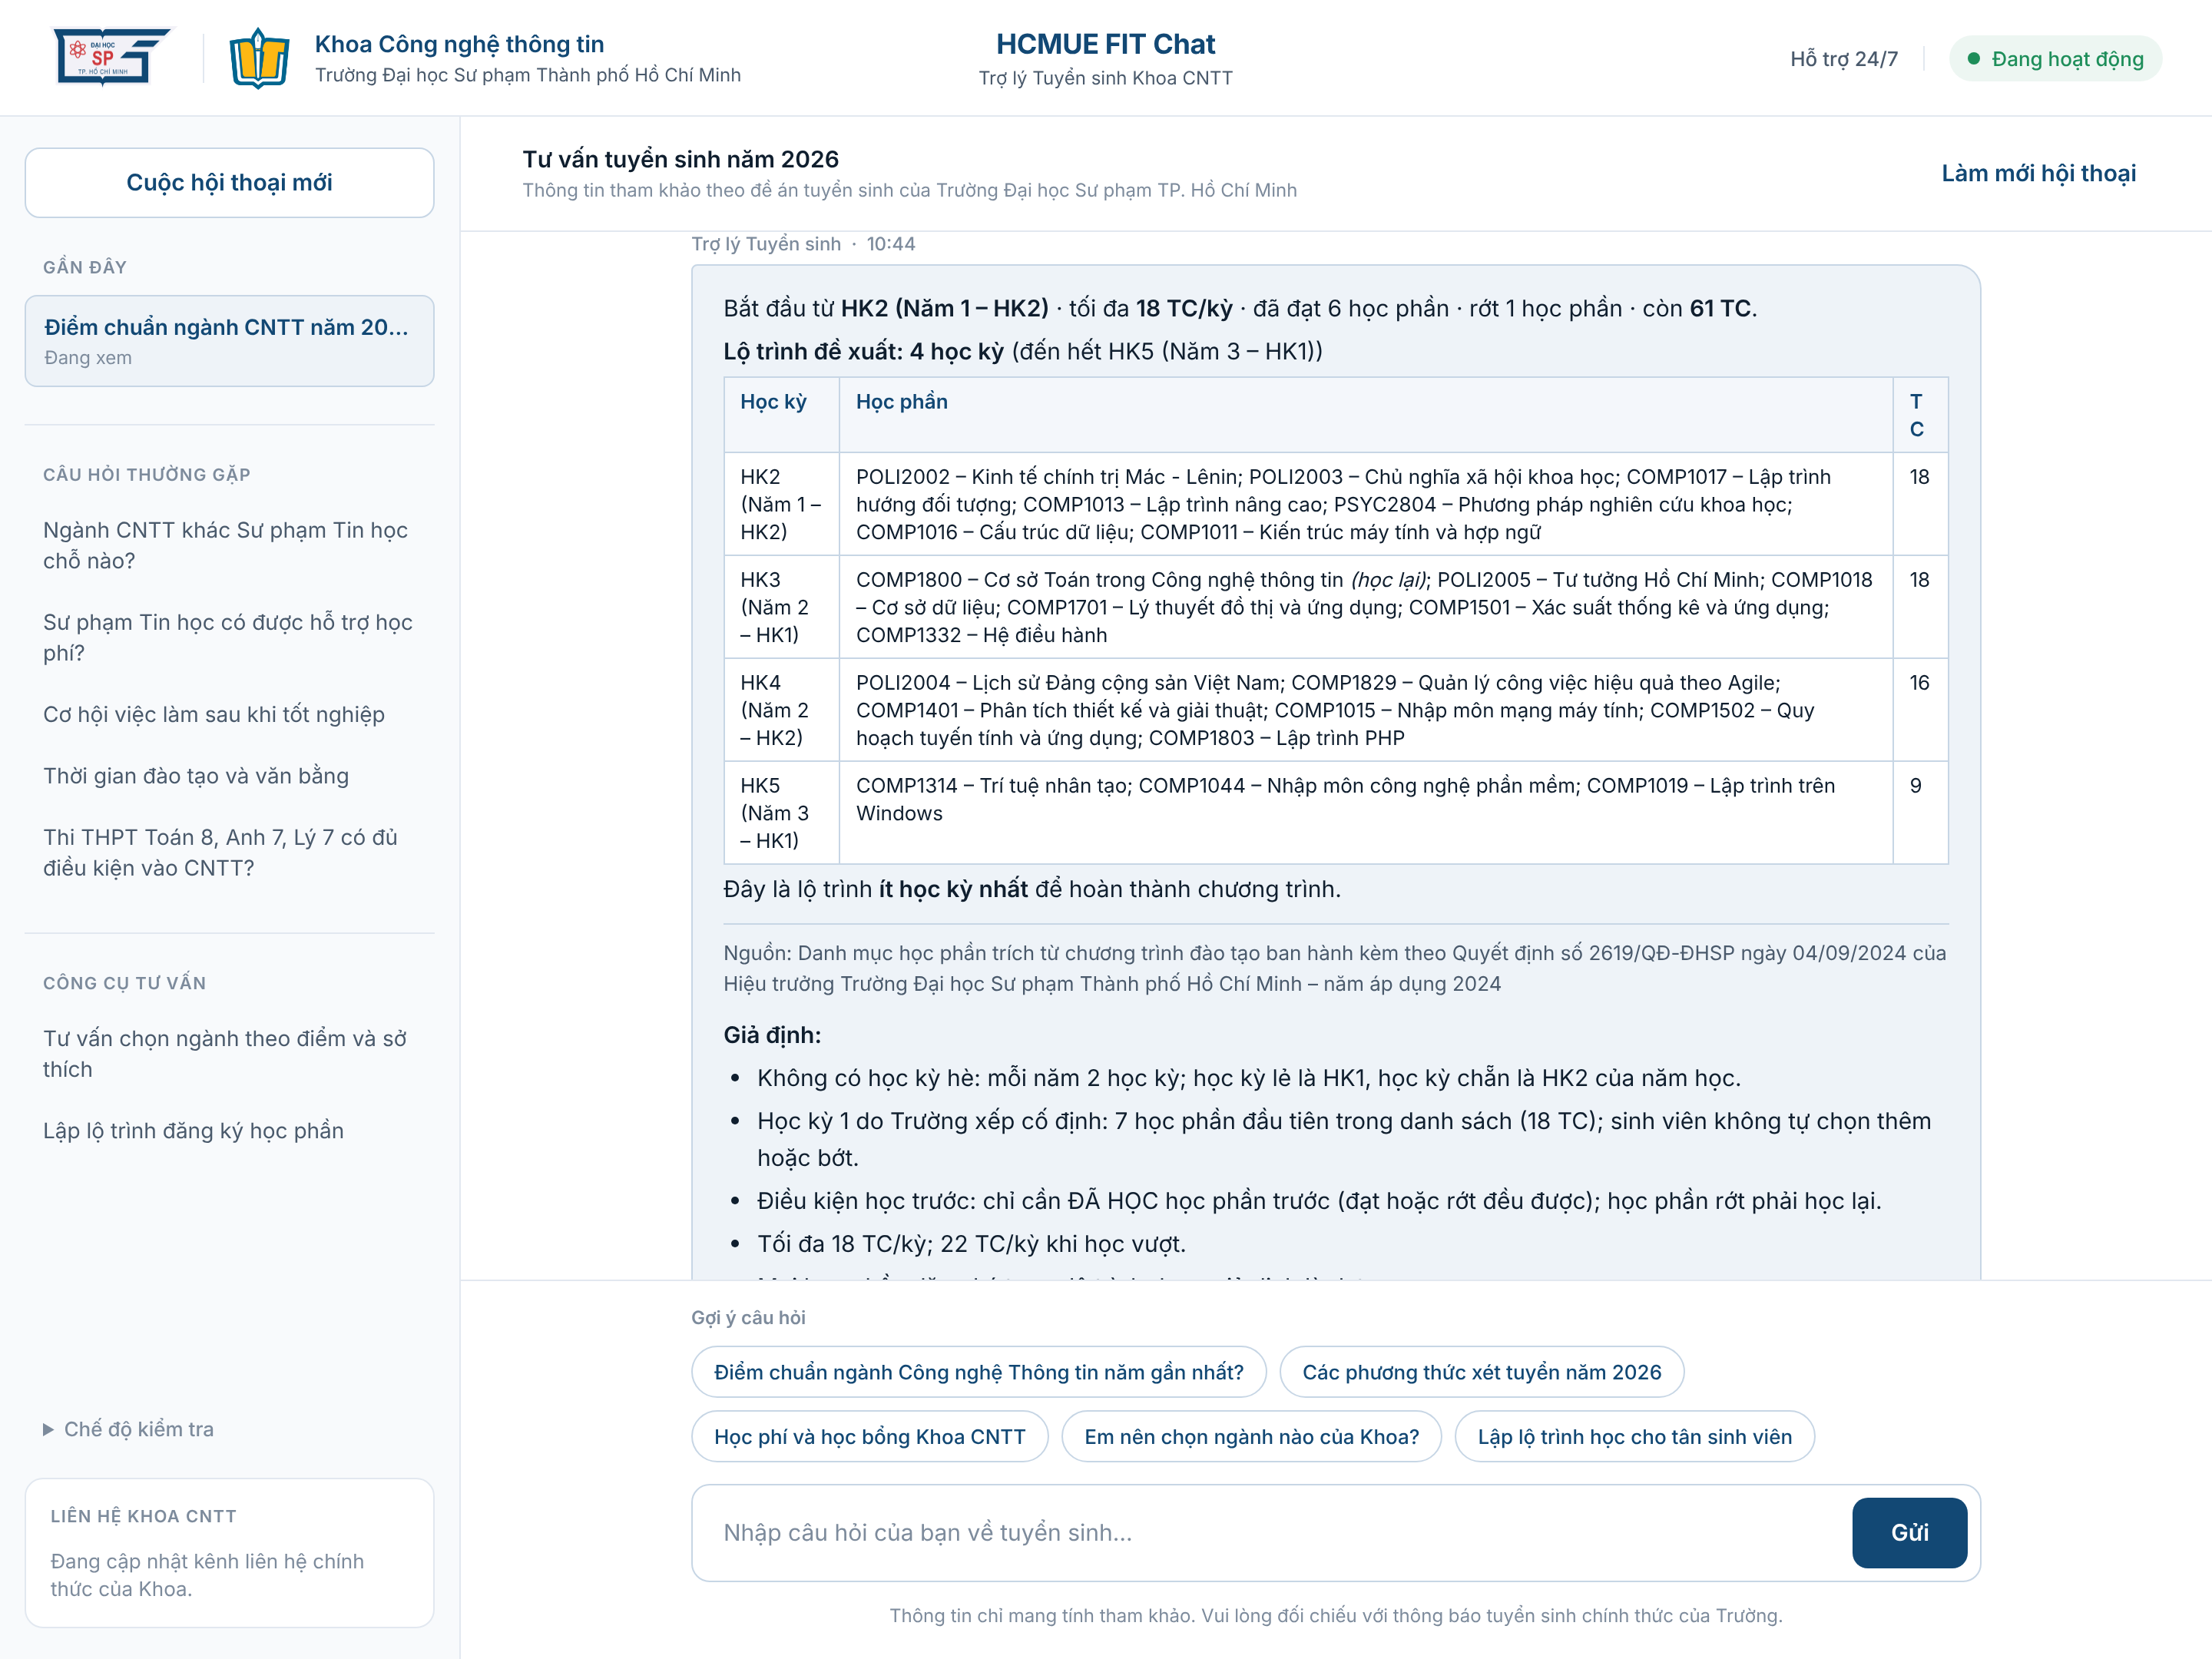 ĐẠI HỌC
SP
TP. HỒ CHÍ MINH
Khoa Công nghệ thông tin
Trường Đại học Sư phạm Thành phố Hồ Chí Minh
HCMUE FIT Chat
Trợ lý Tuyển sinh Khoa CNTT
Hỗ trợ 24/7
Đang hoạt động
Cuộc hội thoại mới
GẦN ĐÂY
Điểm chuẩn ngành CNTT năm 20...
Đang xem
CÂU HỎI THƯỜNG GẶP
Ngành CNTT khác Sư phạm Tin học
chỗ nào?
Sư phạm Tin học có được hỗ trợ học
phí?
Cơ hội việc làm sau khi tốt nghiệp
Thời gian đào tạo và văn bằng
Thi THPT Toán 8, Anh 7, Lý 7 có đủ
điều kiện vào CNTT?
CÔNG CỤ TƯ VẤN
Tư vấn chọn ngành theo điểm và sở
thích
Lập lộ trình đăng ký học phần
Chế độ kiểm tra
LIÊN HỆ KHOA CNTT
Đang cập nhật kênh liên hệ chính
thức của Khoa.
Tư vấn tuyển sinh năm 2026
Thông tin tham khảo theo đề án tuyển sinh của Trường Đại học Sư phạm TP. Hồ Chí Minh
Làm mới hội thoại
Trợ lý Tuyển sinh · 10:44
Bắt đầu từ HK2 (Năm 1 – HK2) · tối đa 18 TC/kỳ · đã đạt 6 học phần · rớt 1 học phần · còn 61 TC.
Lộ trình đề xuất: 4 học kỳ (đến hết HK5 (Năm 3 – HK1))
Học kỳ
Học phần
T
C
HK2
(Năm 1 –
HK2)
POLI2002 – Kinh tế chính trị Mác - Lênin; POLI2003 – Chủ nghĩa xã hội khoa học; COMP1017 – Lập trình
hướng đối tượng; COMP1013 – Lập trình nâng cao; PSYC2804 – Phương pháp nghiên cứu khoa học;
COMP1016 – Cấu trúc dữ liệu; COMP1011 – Kiến trúc máy tính và hợp ngữ
18
HK3
(Năm 2
– HK1)
COMP1800 – Cơ sở Toán trong Công nghệ thông tin (học lại); POLI2005 – Tư tưởng Hồ Chí Minh; COMP1018
– Cơ sở dữ liệu; COMP1701 – Lý thuyết đồ thị và ứng dụng; COMP1501 – Xác suất thống kê và ứng dụng;
COMP1332 – Hệ điều hành
18
HK4
(Năm 2
– HK2)
POLI2004 – Lịch sử Đảng cộng sản Việt Nam; COMP1829 – Quản lý công việc hiệu quả theo Agile;
COMP1401 – Phân tích thiết kế và giải thuật; COMP1015 – Nhập môn mạng máy tính; COMP1502 – Quy
hoạch tuyến tính và ứng dụng; COMP1803 – Lập trình PHP
16
HK5
(Năm 3
– HK1)
COMP1314 – Trí tuệ nhân tạo; COMP1044 – Nhập môn công nghệ phần mềm; COMP1019 – Lập trình trên
Windows
9
Đây là lộ trình ít học kỳ nhất để hoàn thành chương trình.
Nguồn: Danh mục học phần trích từ chương trình đào tạo ban hành kèm theo Quyết định số 2619/QĐ-ĐHSP ngày 04/09/2024 của
Hiệu trưởng Trường Đại học Sư phạm Thành phố Hồ Chí Minh – năm áp dụng 2024
Giả định:
• Không có học kỳ hè: mỗi năm 2 học kỳ; học kỳ lẻ là HK1, học kỳ chẵn là HK2 của năm học.
• Học kỳ 1 do Trường xếp cố định: 7 học phần đầu tiên trong danh sách (18 TC); sinh viên không tự chọn thêm
hoặc bớt.
• Điều kiện học trước: chỉ cần ĐÃ HỌC học phần trước (đạt hoặc rớt đều được); học phần rớt phải học lại.
• Tối đa 18 TC/kỳ; 22 TC/kỳ khi học vượt.
Gợi ý câu hỏi
Điểm chuẩn ngành Công nghệ Thông tin năm gần nhất?
Các phương thức xét tuyển năm 2026
Học phí và học bổng Khoa CNTT
Em nên chọn ngành nào của Khoa?
Lập lộ trình học cho tân sinh viên
Nhập câu hỏi của bạn về tuyển sinh...
Gửi
Thông tin chỉ mang tính tham khảo. Vui lòng đối chiếu với thông báo tuyển sinh chính thức của Trường.